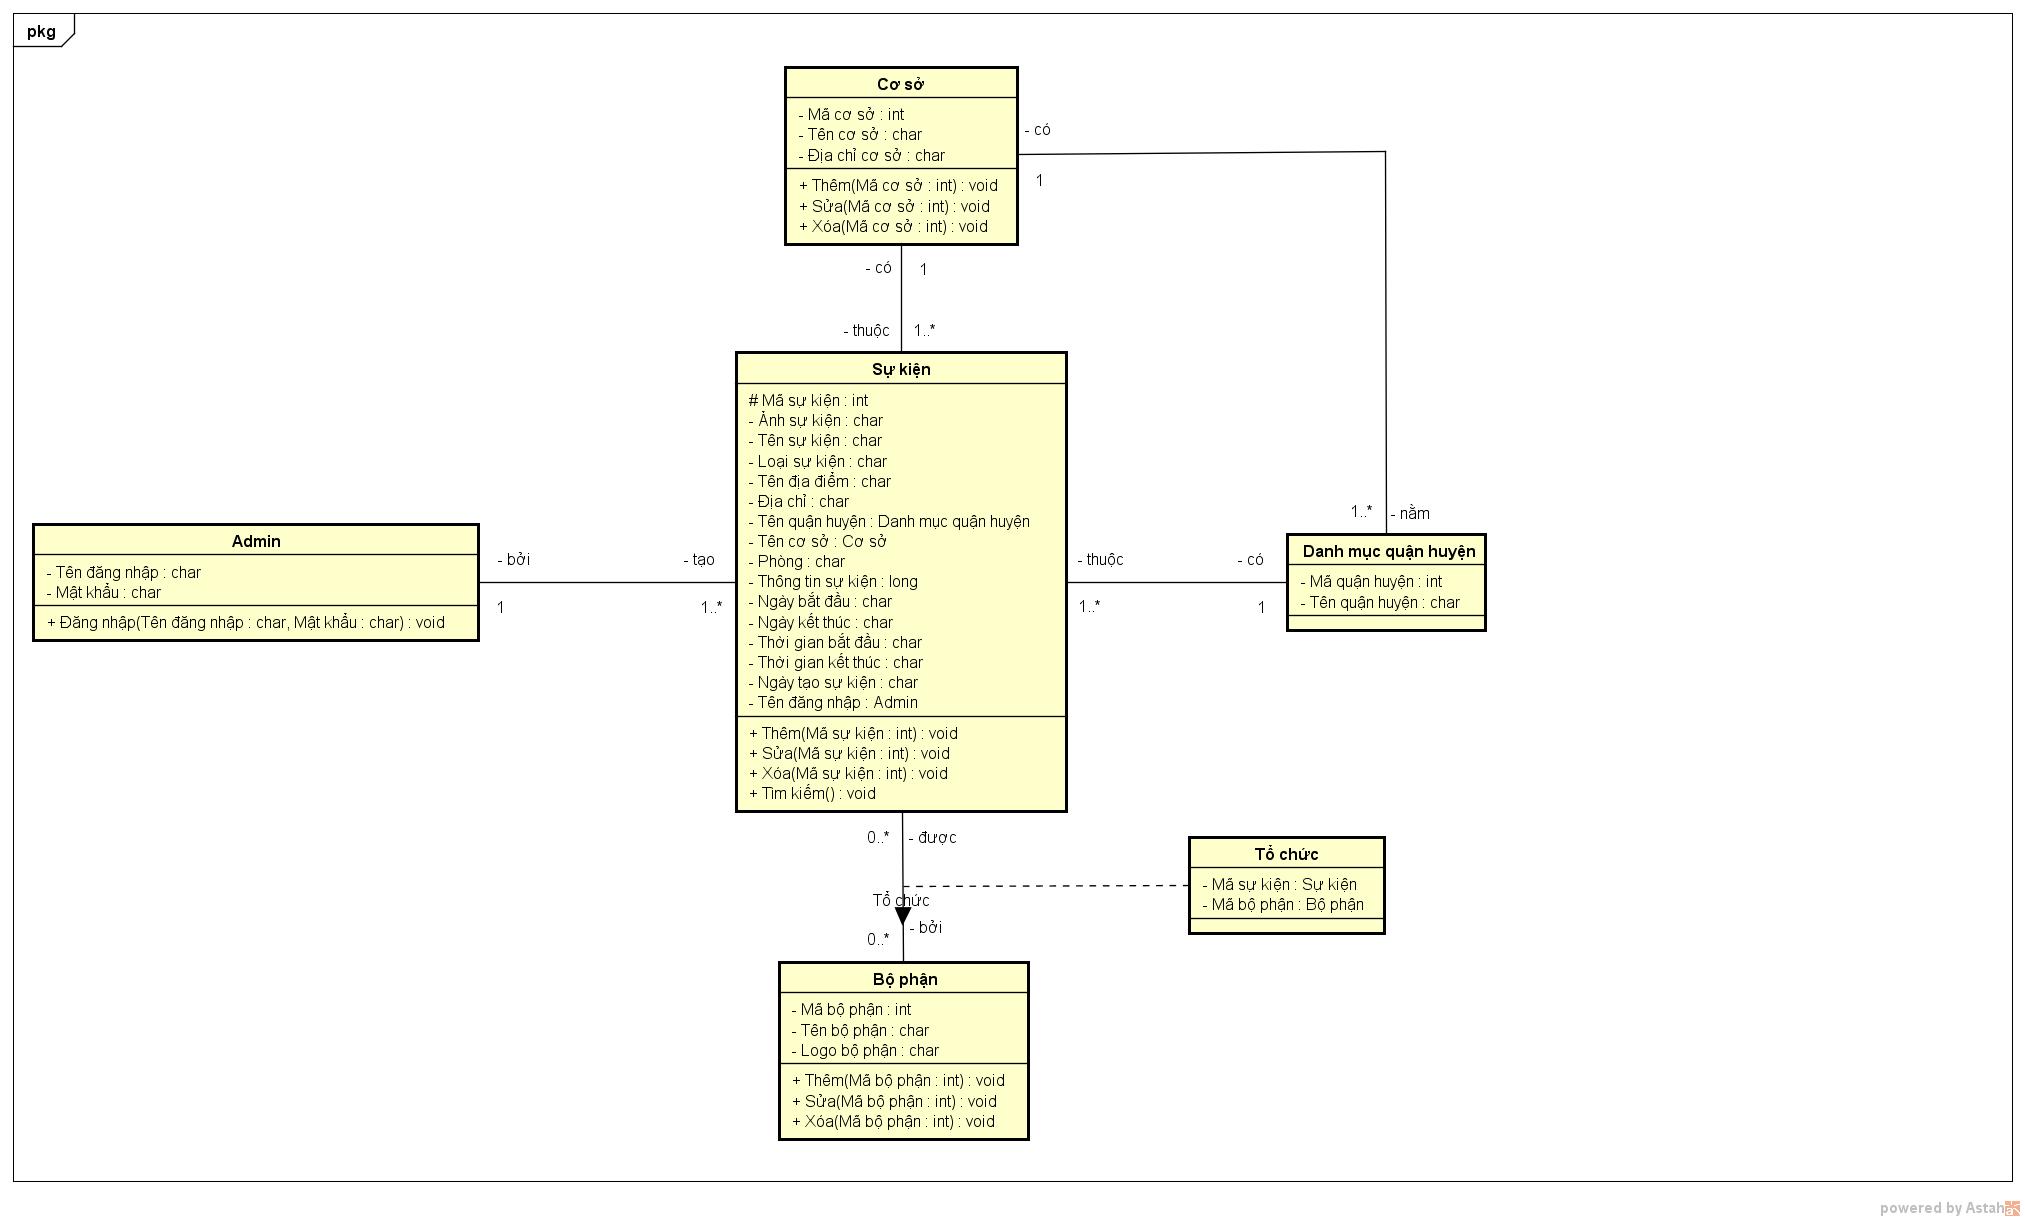 pkg
Cơ sở
- Mã cơ sở : int
- Tên cơ sở : char
- Địa chỉ cơ sở : char
+ Thêm(Mã cơ sở : int) : void
+ Sửa(Mã cơ sở : int) : void
+ Xóa(Mã cơ sở : int) : void
- có
1
- có
1
- thuộc
1..*
Sự kiện
# Mã sự kiện : int
- Ảnh sự kiện : char
- Tên sự kiện : char
- Loại sự kiện : char
- Tên địa điểm : char
- Địa chỉ : char
- Tên quận huyện : Danh mục quận huyện
- Tên cơ sở : Cơ sở
- Phòng : char
- Thông tin sự kiện : long
- Ngày bắt đầu : char
- Ngày kết thúc : char
- Thời gian bắt đầu : char
- Thời gian kết thúc : char
- Ngày tạo sự kiện : char
- Tên đăng nhập : Admin
+ Thêm(Mã sự kiện : int) : void
+ Sửa(Mã sự kiện : int) : void
+ Xóa(Mã sự kiện : int) : void
+ Tìm kiếm() : void
Admin
- Tên đăng nhập : char
- Mật khẩu : char
+ Đăng nhập(Tên đăng nhập : char, Mật khẩu : char) : void
- bởi
1
- tạo
1..*
- thuộc
1..*
- có
1
1..*
- nằm
Danh mục quận huyện
- Mã quận huyện : int
- Tên quận huyện : char
0..*
- được
Tổ chức
- bởi
0..*
Tổ chức
- Mã sự kiện : Sự kiện
- Mã bộ phận : Bộ phận
Bộ phận
- Mã bộ phận : int
- Tên bộ phận : char
- Logo bộ phận : char
+ Thêm(Mã bộ phận : int) : void
+ Sửa(Mã bộ phận : int) : void
+ Xóa(Mã bộ phận : int) : void
powered by Astah